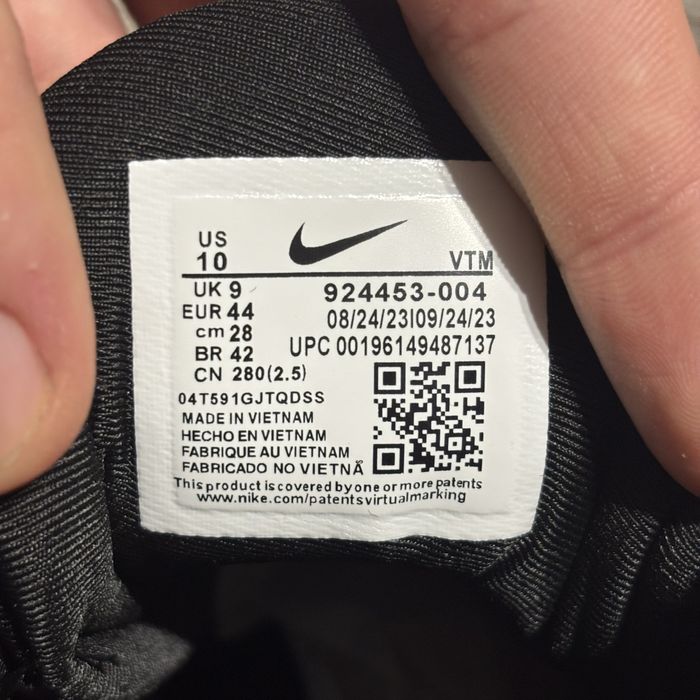 US
10
VTM
UK 9
924453-004
EUR 44
08/24/23|09/24/23
cm 28
UPC 00196149487137
BR 42
CN 280(2.5)
04T591GJTQDSS
MADE IN VIETNAM
HECHO EN VIETNAM
FABRIQUE AU VIETNAM
FABRICADO NO VIETNÃ
This product is covered by one or more patents
www.nike.com/patentsvirtualmarking